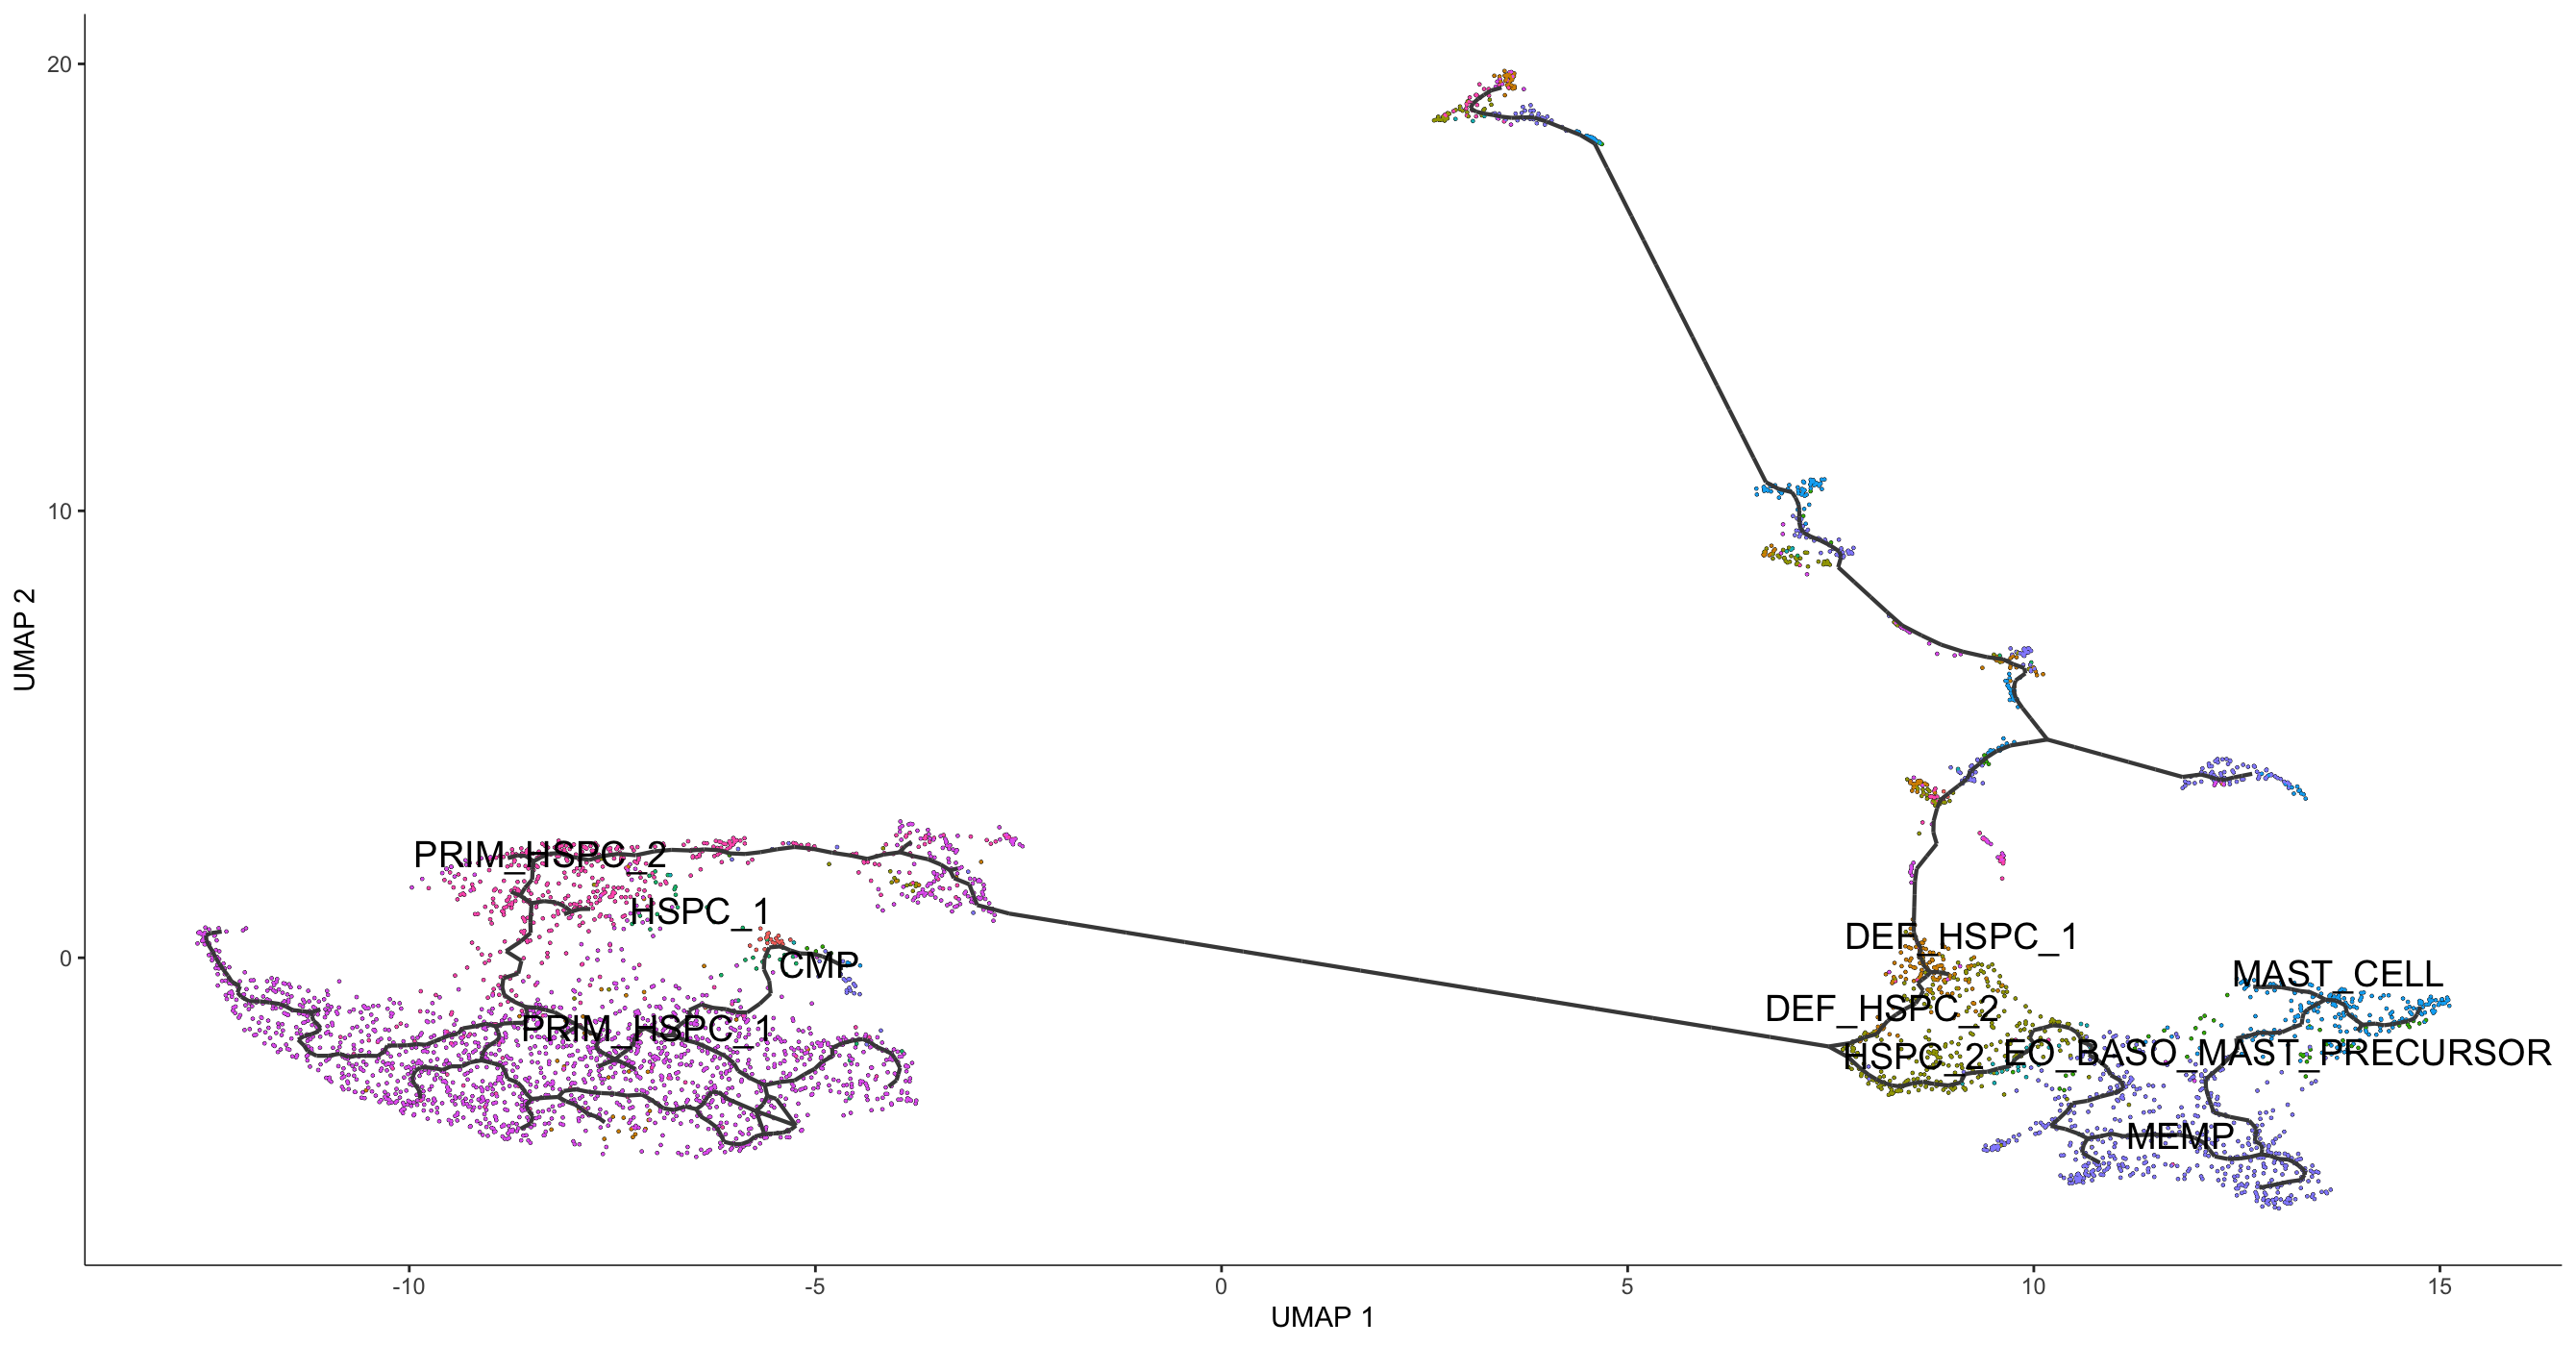 20
10
0
UMAP 2
PRIM_HSPC_2
HSPC_1
CMP
PRIM_HSPC_1
DEF_HSPC_1
MAST_CELL
DEF_HSPC_2
HSPC_2
EO_BASO_MAST_PRECURSOR
MEMP
-10
-5
0
5
10
15
UMAP 1